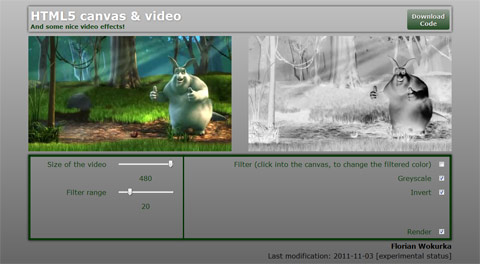 HTML5 canvas & video
And some nice video effects!
Download
Code
Size of the video
480
Filter range
20
Filter (click into the canvas, to change the filtered color)
Greyscale
Invert
Render
Florian Wokurka
Last modification: 2011-11-03 [experimental status]